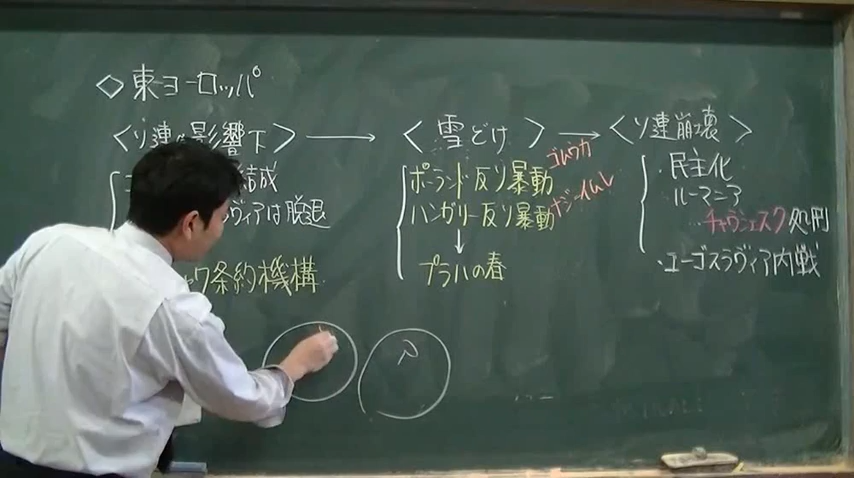 ◇東ヨーロッパ
<ソ連の影響下> → <雪どけ> → <ソ連崩壊>
結成
ヴィアは脱退
ク条約機構
ポーランド反ソ暴動 ゴムウカ
ハンガリー反ソ暴動 ナジ=イムレ
↓
プラハの春
・民主化
ルーマニア
チャウシェスク処刑
・ユーゴスラヴィア内戦